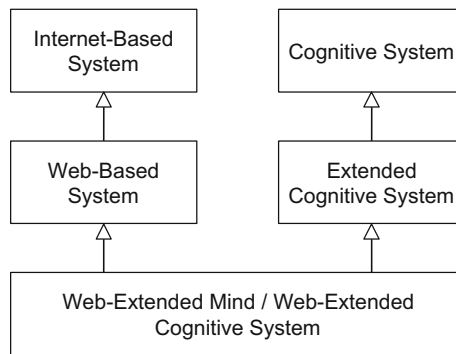 Internet-Based
System
Cognitive System
Web-Based
System
Extended
Cognitive System
Web-Extended Mind / Web-Extended
Cognitive System